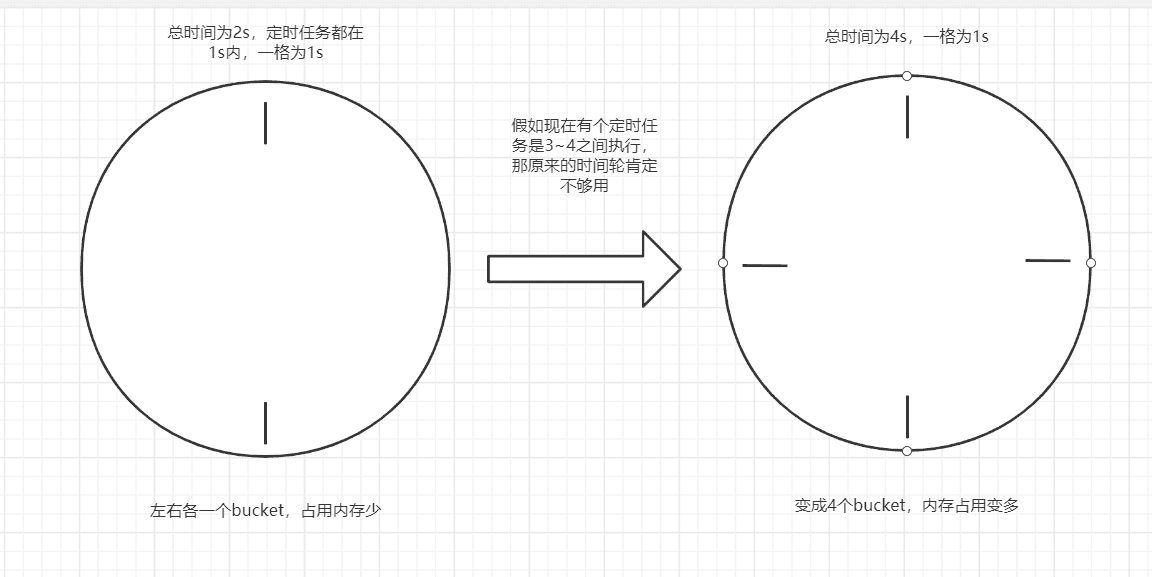 总时间为2s，定时任务都在
1s内，一格为1s
总时间为4s，一格为1s
假如现在有个定时任
务是3~4之间执行，
那原来的时间轮肯定
不够用
左右各一个bucket，占用内存少
变成4个bucket，内存占用变多